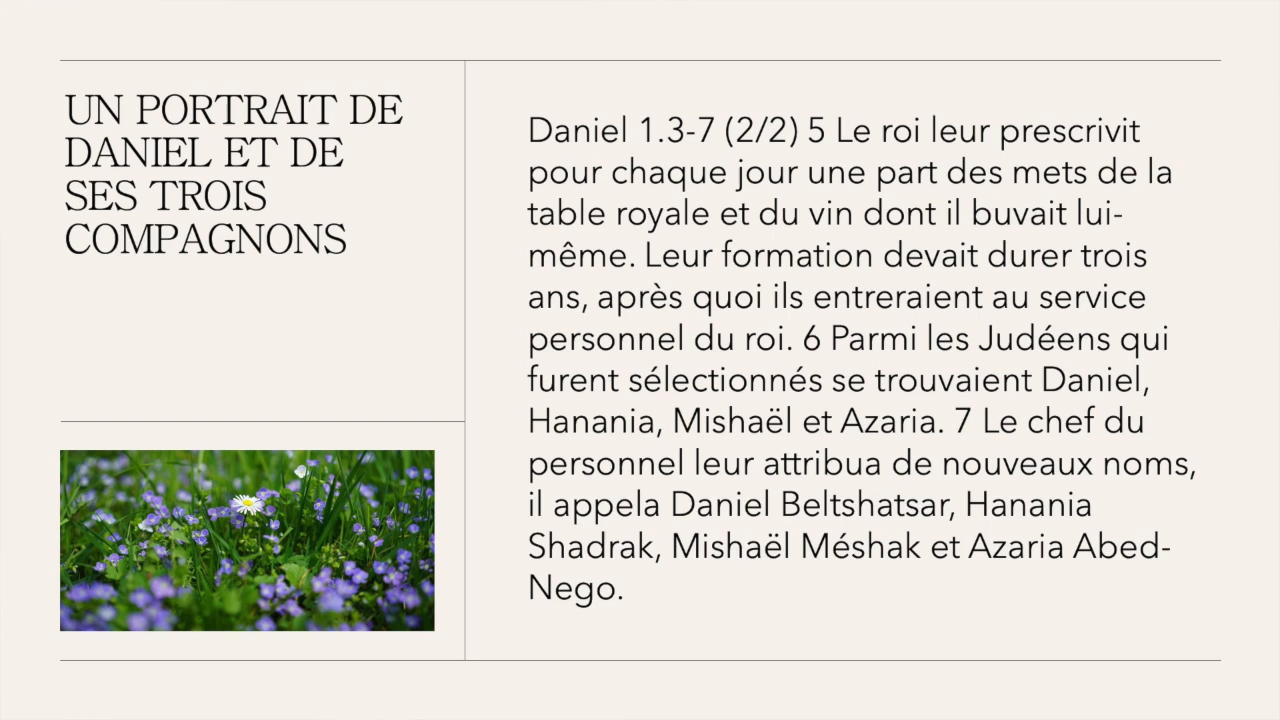 UN PORTRAIT DE
DANIEL ET DE
SES TROIS
COMPAGNONS
Daniel 1.3-7 (2/2) 5 Le roi leur prescrivit
pour chaque jour une part des mets de la
table royale et du vin dont il buvait lui-
même. Leur formation devait durer trois
ans, après quoi ils entreraient au service
personnel du roi. 6 Parmi les Judéens qui
furent sélectionnés se trouvaient Daniel,
Hanania, Mishaël et Azaria. 7 Le chef du
personnel leur attribua de nouveaux noms,
il appela Daniel Beltshatsar, Hanania
Shadrak, Mishaël Méshak et Azaria Abed-
Nego.